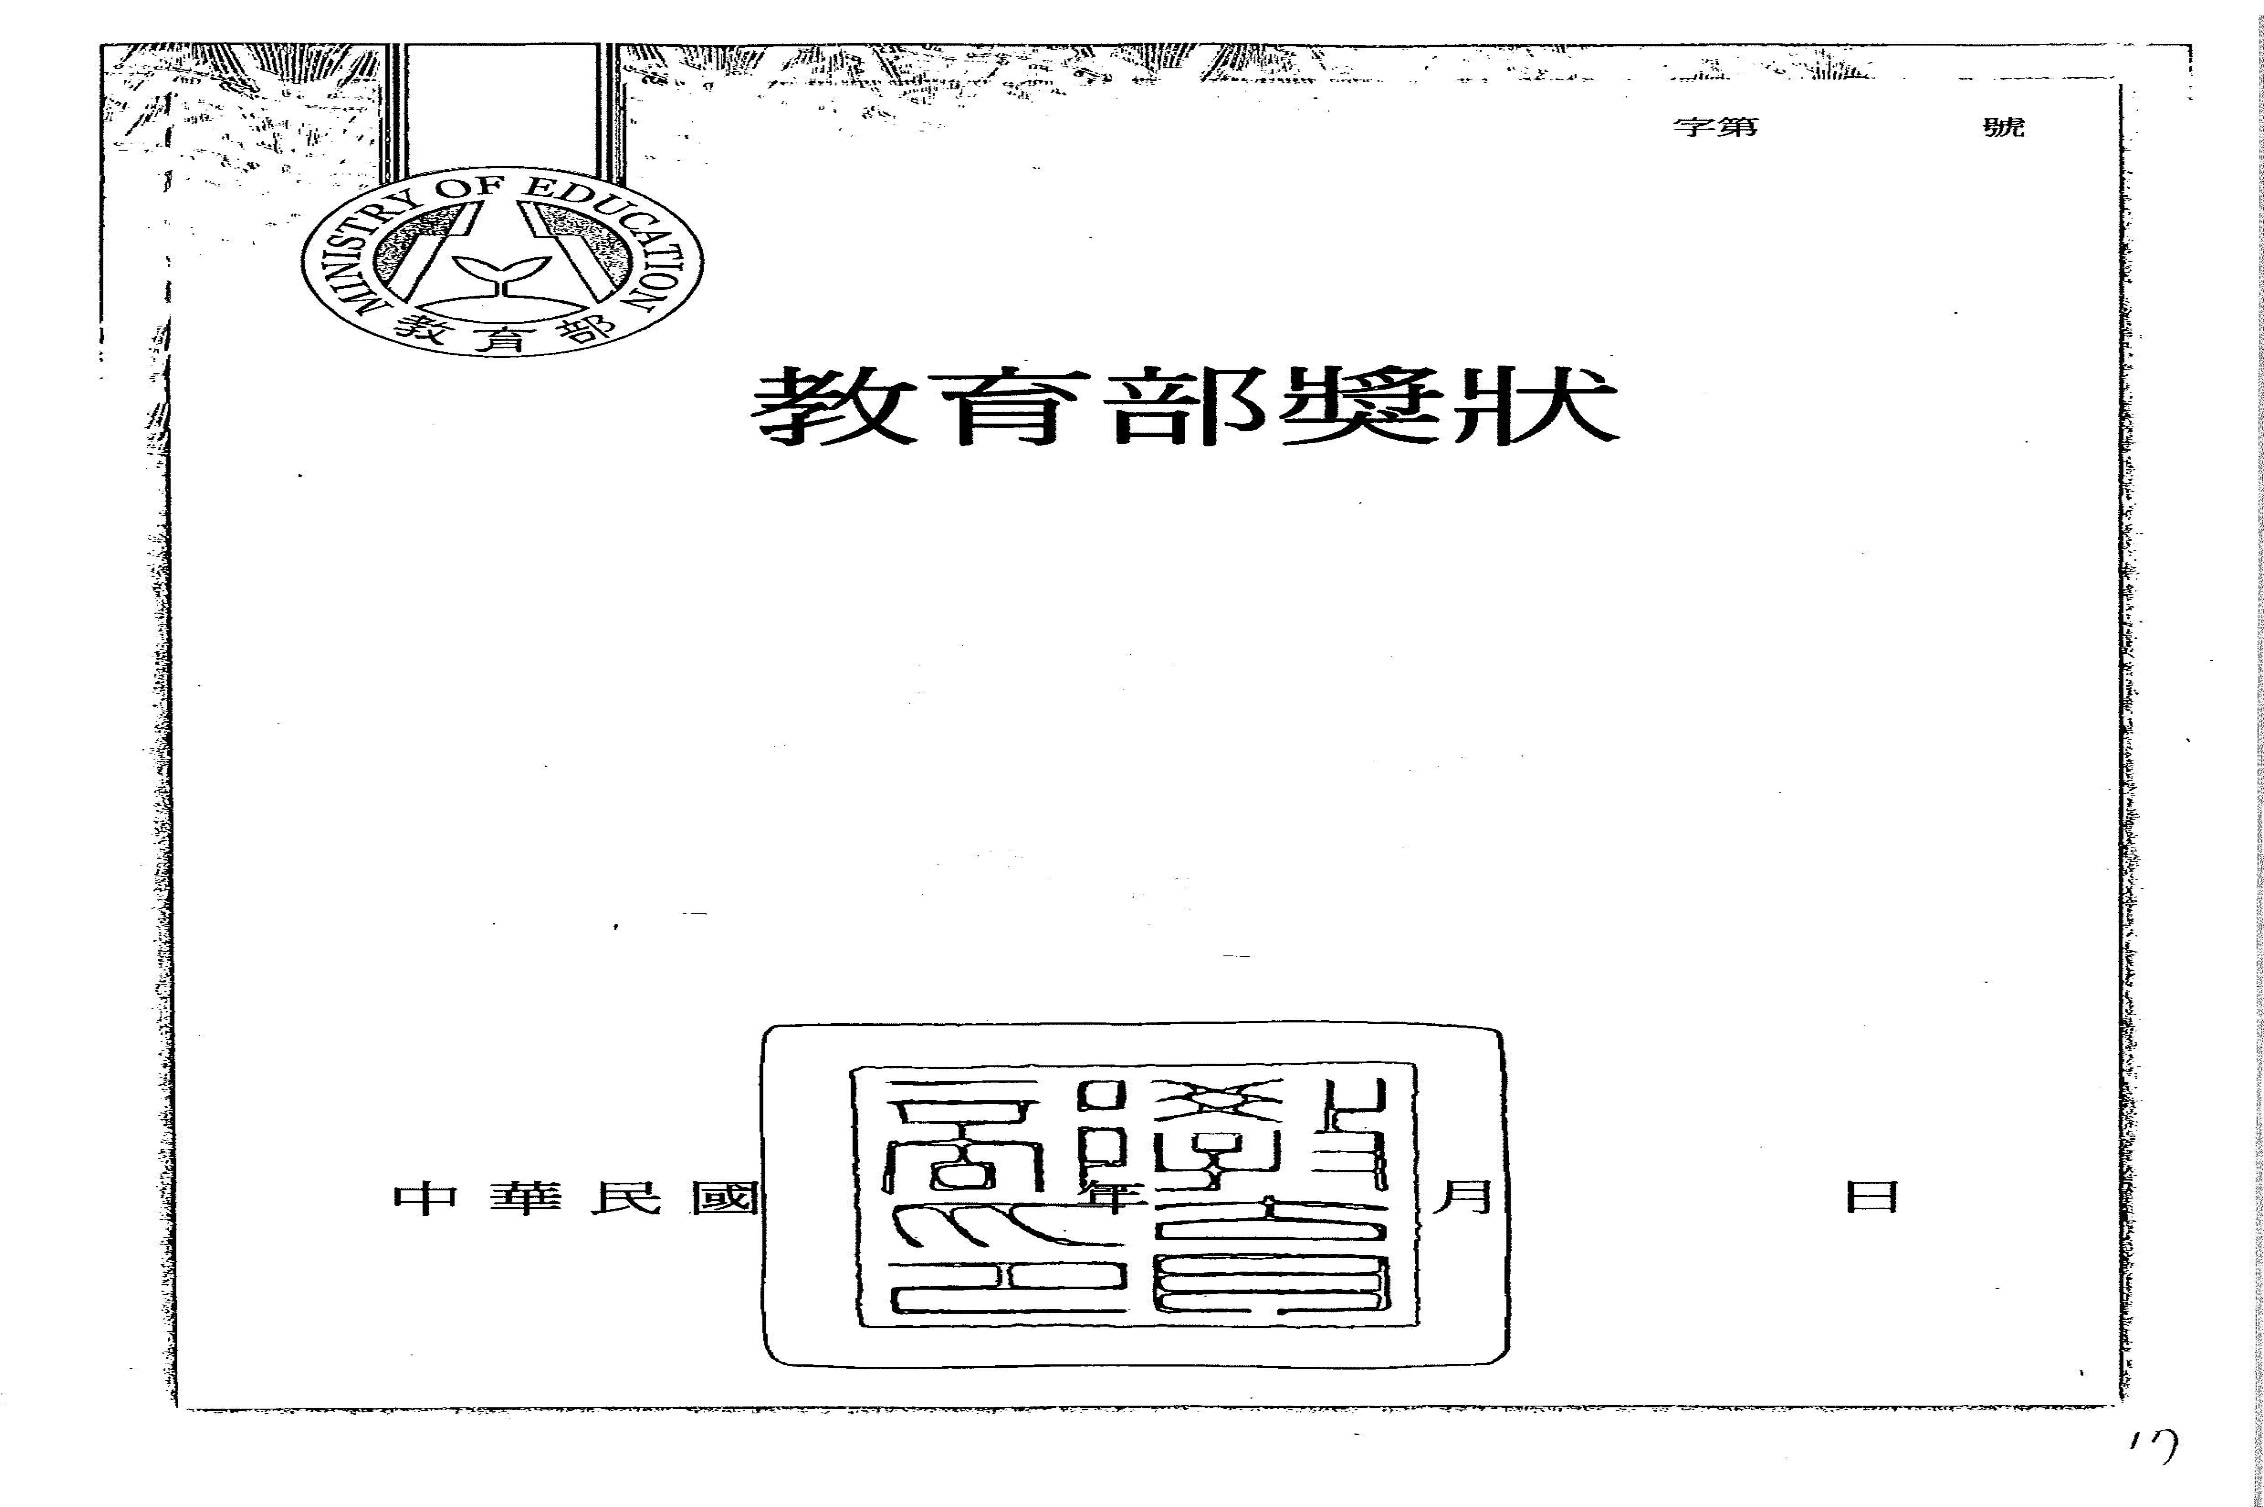 字第 號
MINISTRY OF EDUCATION
教育部
教育部獎狀
中華民國 年 月 日
17